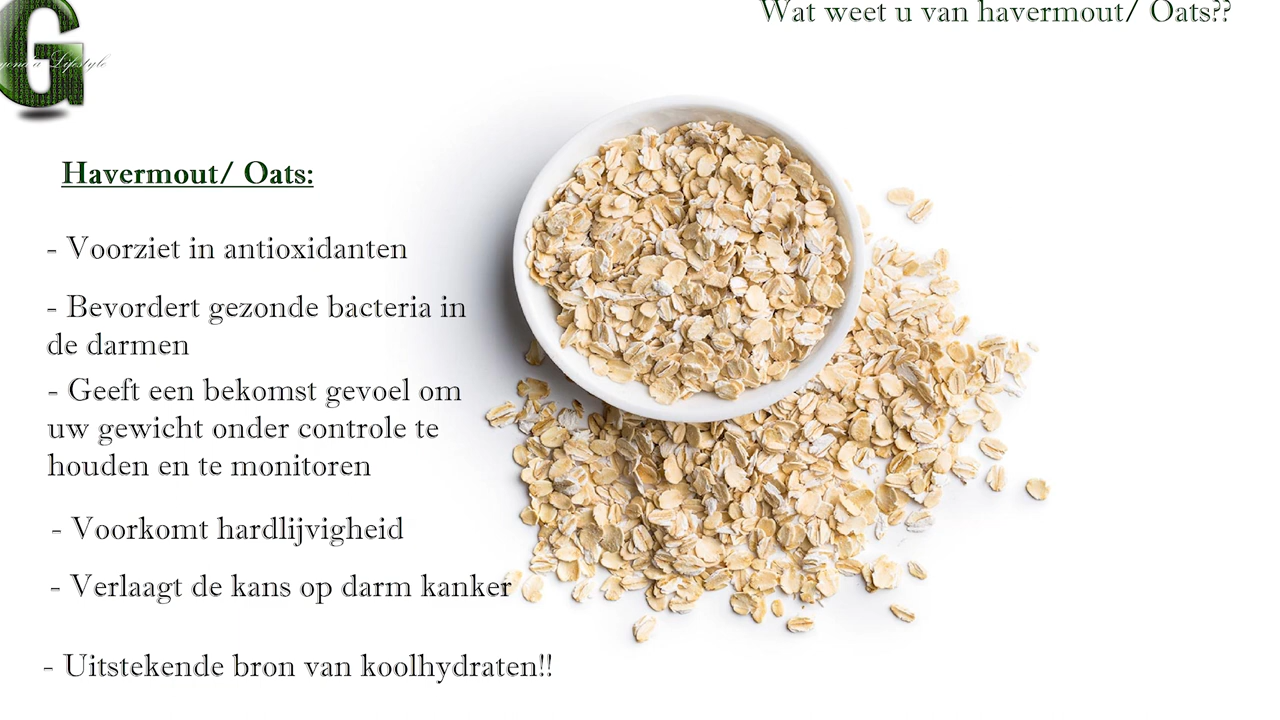 Wat weet u van havermout/ Oats??
G
Lifestyle
Havermout/ Oats:
- Voorziet in antioxidanten
- Bevordert gezonde bacteria in
de darmen
- Geeft een bekomst gevoel om
uw gewicht onder controle te
houden en te monitoren
- Voorkomt hardlijvigheid
- Verlaagt de kans op darm kanker
- Uitstekende bron van koolhydraten!!